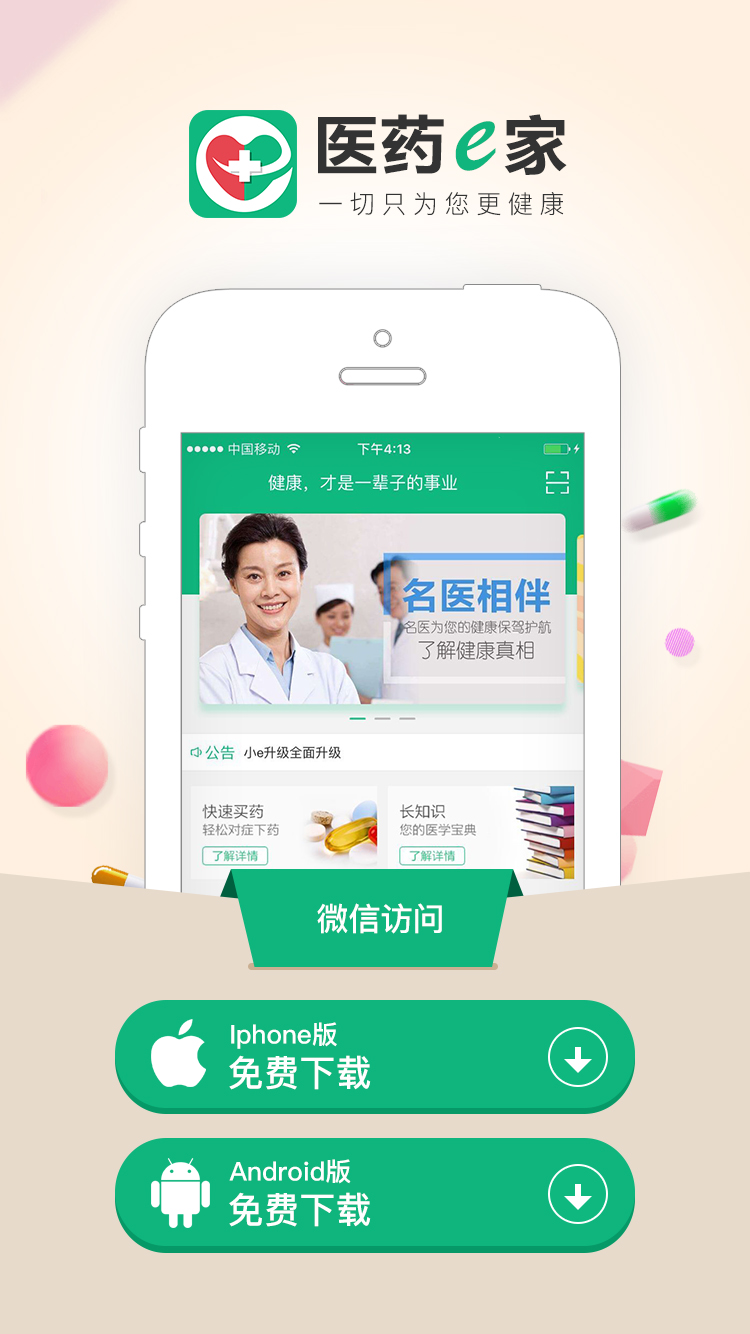 医药e家
一切只为您更健康
中国移动 下午4:13
健康，才是一辈子的事业
名医相伴
名医为您的健康保驾护航
了解健康真相
公告 小e升级全面升级
快速买药
轻松对症下药
了解详情
长知识
您的医学宝典
了解详情
微信访问
Iphone版
免费下载
Android版
免费下载